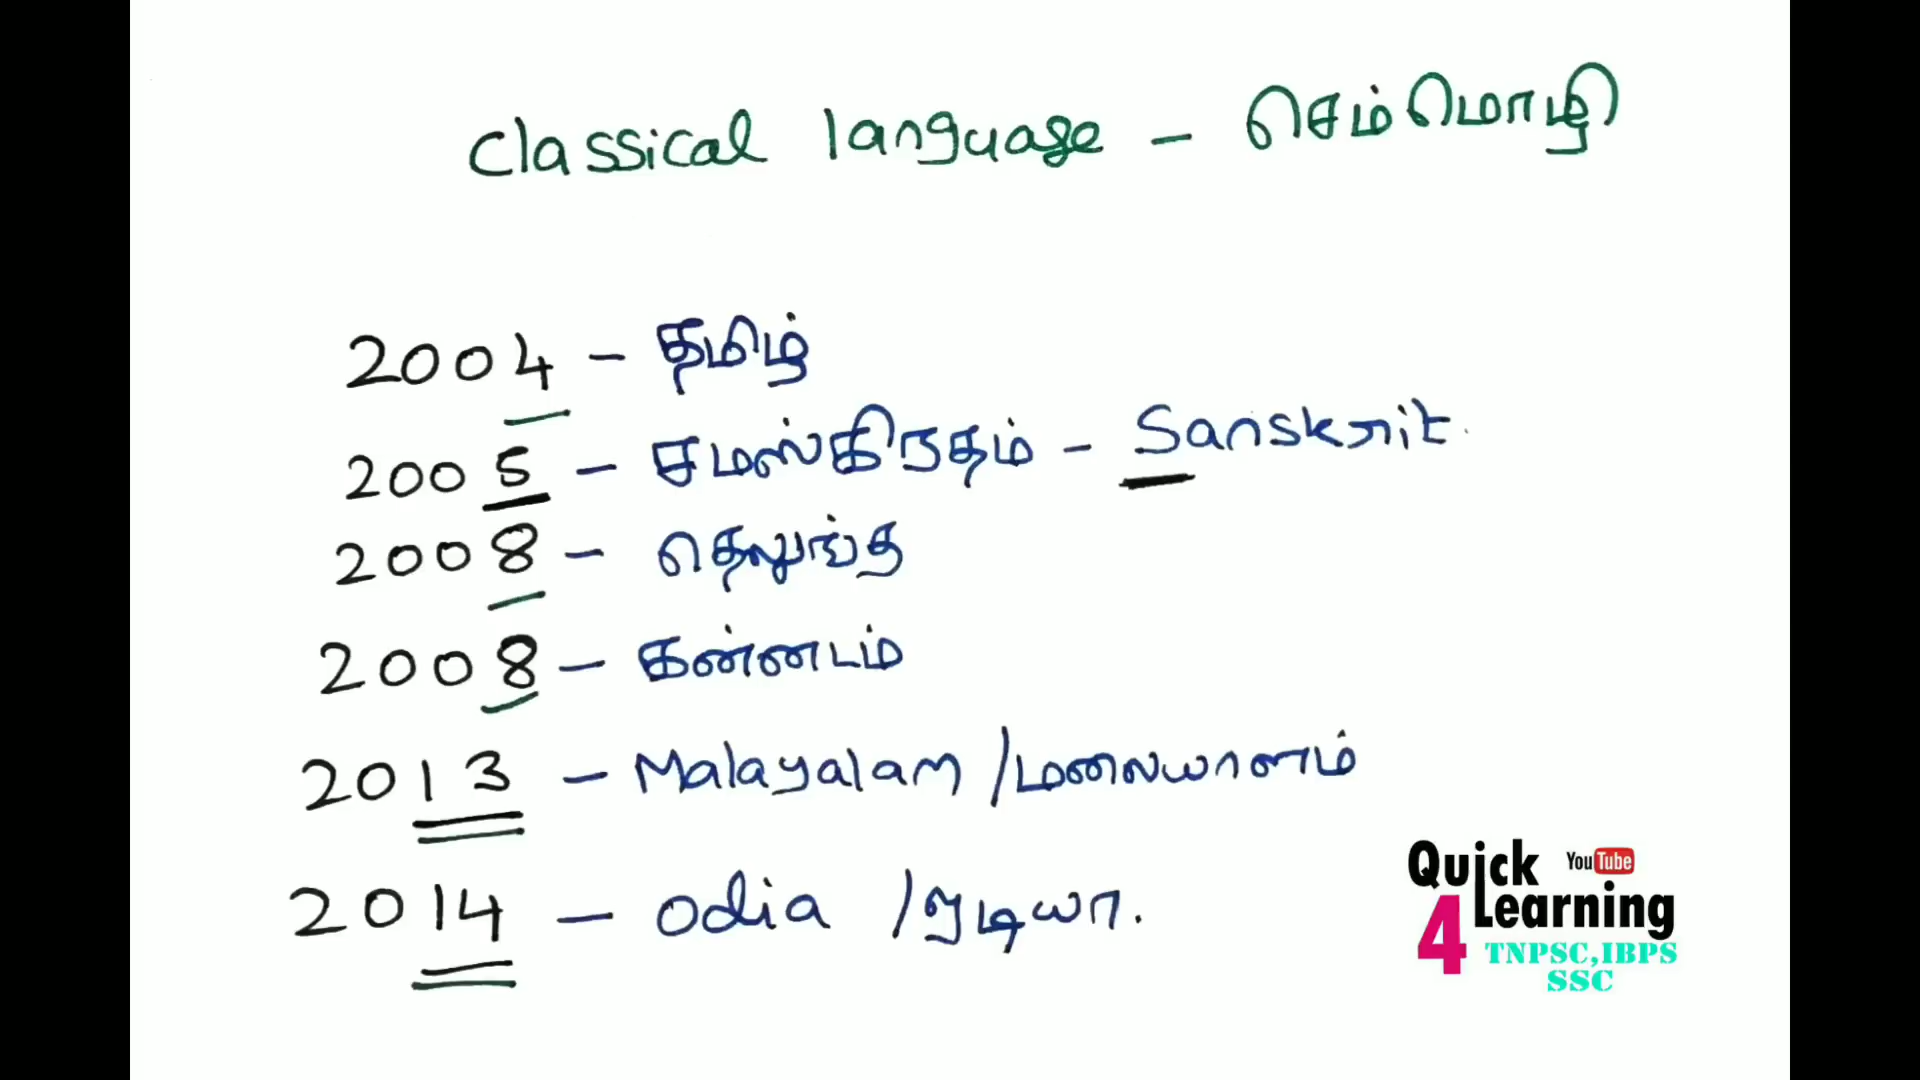 Classical language - செம்மொழி
2004 - தமிழ்
2005 - சமஸ்கிருதம் - Sanskrit.
2008 - தெலுங்கு
2008 - கன்னடம்
2013 - Malayalam / மலையாளம்
2014 - odia / ஒடியா.
Quick
YouTube
4 Learning
TNPSC,IBPS
SSC